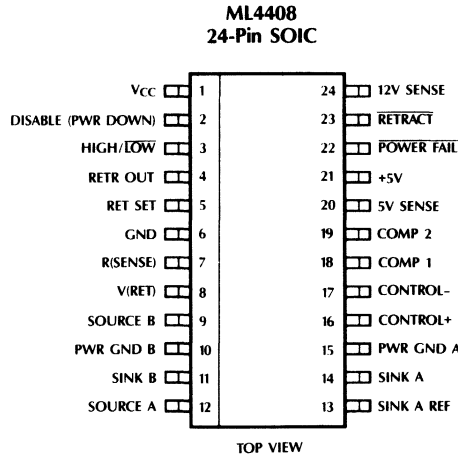 ML4408
24-Pin SOIC
VCC 1 24 12V SENSE
DISABLE (PWR DOWN) 2 23 RETRACT
HIGH/LOW 3 22 POWER FAIL
RETR OUT 4 21 +5V
RET SET 5 20 5V SENSE
GND 6 19 COMP 2
R(SENSE) 7 18 COMP 1
V(RET) 8 17 CONTROL–
SOURCE B 9 16 CONTROL+
PWR GND B 10 15 PWR GND A
SINK B 11 14 SINK A
SOURCE A 12 13 SINK A REF
TOP VIEW